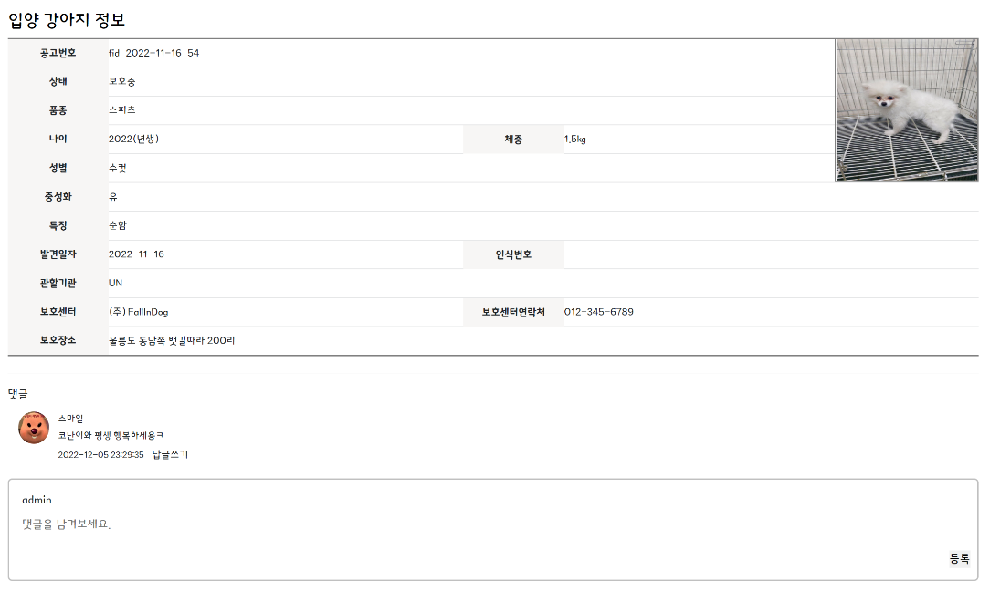 입양 강아지 정보
공고번호 fid_2022-11-16_54
상태 보호중
품종 스피츠
나이 2022(년생) 체중 1.5kg
성별 수컷
중성화 유
특징 순함
발견일자 2022-11-16 인식번호
관할기관 UN
보호센터 (주)FallInDog 보호센터연락처 012-345-6789
보호장소 울릉도 동남쪽 뱃길따라 200리
댓글
스마일
코난이와 평생 행복하세용ㅋ
2022-12-05 23:29:35 답글쓰기
admin
댓글을 남겨보세요.
등록